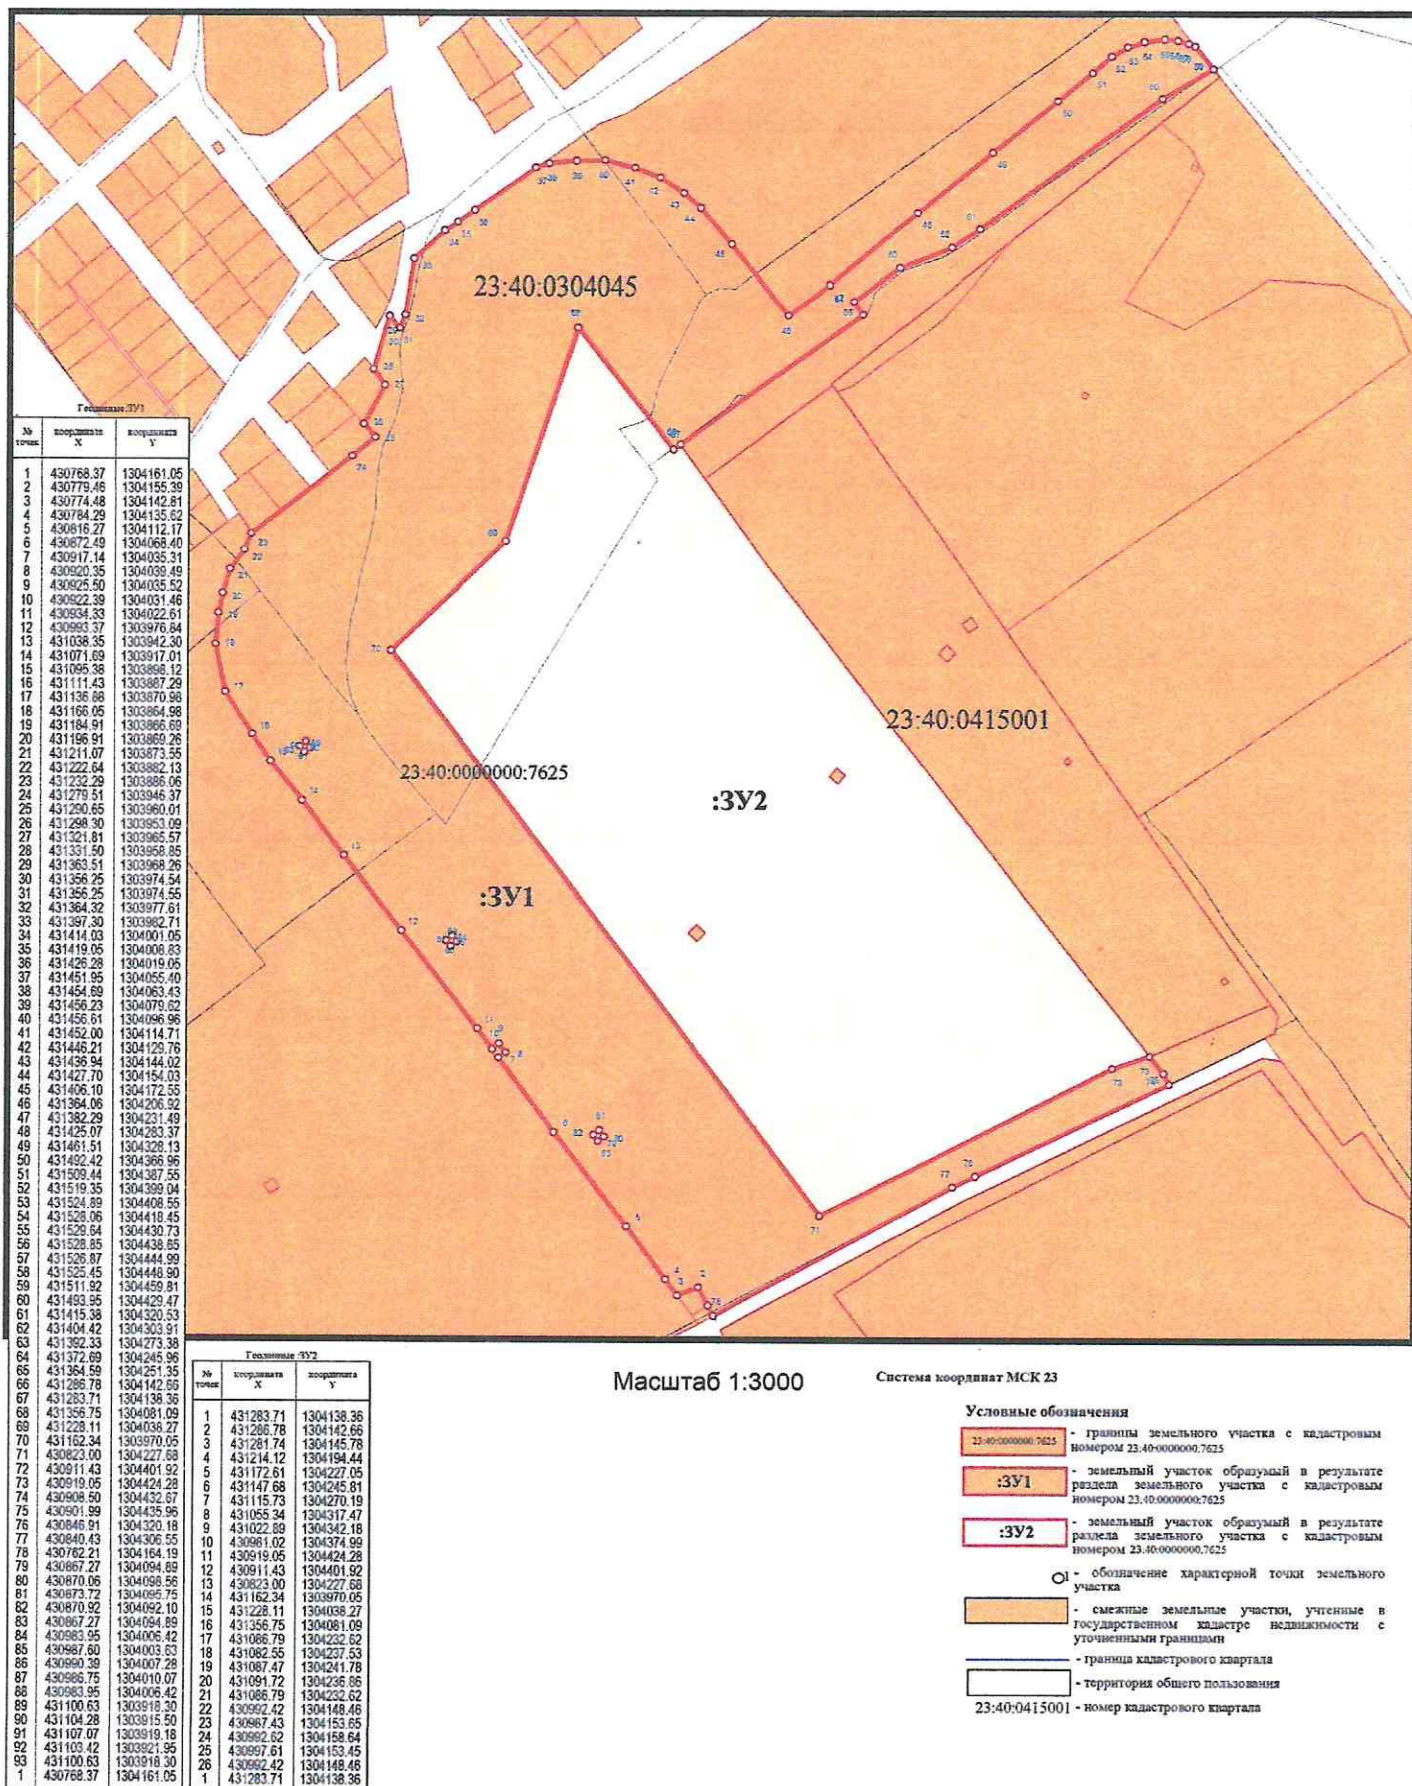 23:40:0304045
23:40:0415001
23:40:0000000:7625
:ЗУ2
:ЗУ1
Геоданные :ЗУ1
№ точек координата X координата Y
1 430768.37 1304161.05
2 430779.46 1304155.39
3 430774.48 1304142.81
4 430784.29 1304135.62
5 430816.27 1304112.17
6 430872.49 1304068.40
7 430917.14 1304035.31
8 430920.35 1304039.49
9 430925.50 1304035.52
10 430922.39 1304031.46
11 430934.33 1304022.61
12 430993.37 1303976.84
13 431038.35 1303942.30
14 431071.69 1303917.01
15 431095.38 1303898.12
16 431111.43 1303887.29
17 431136.88 1303870.98
18 431166.05 1303864.98
19 431184.91 1303866.69
20 431196.91 1303869.26
21 431211.07 1303873.55
22 431222.64 1303882.13
23 431232.29 1303886.06
24 431279.51 1303946.37
25 431290.65 1303960.01
26 431298.30 1303953.09
27 431321.81 1303965.57
28 431331.50 1303958.85
29 431363.51 1303968.26
30 431356.25 1303974.54
31 431356.25 1303974.55
32 431364.32 1303977.61
33 431397.30 1303982.71
34 431414.03 1304001.05
35 431419.05 1304008.83
36 431426.28 1304019.05
37 431451.95 1304055.40
38 431454.69 1304063.43
39 431456.23 1304079.62
40 431456.61 1304096.96
41 431452.00 1304114.71
42 431446.21 1304129.76
43 431436.94 1304144.02
44 431427.70 1304154.03
45 431406.10 1304172.55
46 431364.06 1304206.92
47 431382.29 1304231.49
48 431425.07 1304283.37
49 431461.51 1304328.13
50 431492.42 1304366.96
51 431509.44 1304387.55
52 431519.35 1304399.04
53 431524.89 1304408.55
54 431528.06 1304418.45
55 431529.64 1304430.73
56 431528.85 1304438.65
57 431526.87 1304444.99
58 431525.45 1304448.90
59 431511.92 1304459.81
60 431493.95 1304429.47
61 431415.38 1304320.53
62 431404.42 1304303.91
63 431392.33 1304273.38
64 431372.69 1304245.96
65 431364.59 1304251.35
66 431286.78 1304142.66
67 431283.71 1304138.36
68 431356.75 1304081.09
69 431228.11 1304038.27
70 431162.34 1303970.05
71 430823.00 1304227.68
72 430911.43 1304401.92
73 430919.05 1304424.28
74 430908.50 1304432.67
75 430901.99 1304435.96
76 430846.91 1304320.18
77 430840.43 1304306.55
78 430762.21 1304164.19
79 430867.27 1304094.89
80 430870.06 1304098.56
81 430873.72 1304095.75
82 430870.92 1304092.10
83 430867.27 1304094.89
84 430983.95 1304006.42
85 430987.60 1304003.63
86 430990.39 1304007.28
87 430986.75 1304010.07
88 430983.95 1304006.42
89 431100.63 1303918.30
90 431104.28 1303915.50
91 431107.07 1303919.18
92 431103.42 1303921.95
93 431100.63 1303918.30
1 430768.37 1304161.05
Геоданные :ЗУ2
№ точек координата X координата Y
1 431283.71 1304138.36
2 431286.78 1304142.66
3 431281.74 1304145.78
4 431214.12 1304194.44
5 431172.61 1304227.05
6 431147.68 1304245.81
7 431115.73 1304270.19
8 431055.34 1304317.47
9 431022.89 1304342.18
10 430981.02 1304374.99
11 430919.05 1304424.28
12 430911.43 1304401.92
13 430823.00 1304227.68
14 431162.34 1303970.05
15 431228.11 1304038.27
16 431356.75 1304081.09
17 431086.79 1304232.62
18 431082.55 1304237.53
19 431087.47 1304241.78
20 431091.72 1304236.86
21 431086.79 1304232.62
22 430992.42 1304148.46
23 430987.43 1304153.65
24 430992.62 1304158.64
25 430997.61 1304153.45
26 430992.42 1304148.46
1 431283.71 1304138.36
Масштаб 1:3000
Система координат МСК 23
Условные обозначения
23:40:0000000:7625 - границы земельного участка с кадастровым
номером 23:40:0000000:7625
:ЗУ1 - земельный участок образумый в результате
раздела земельного участка с кадастровым
номером 23:40:0000000:7625
:ЗУ2 - земельный участок образумый в результате
раздела земельного участка с кадастровым
номером 23:40:0000000:7625
1 - обозначение характерной точки земельного
участка
- смежные земельные участки, учтенные в
государственном кадастре недвижимости с
уточненными границами
- граница кадастрового квартала
- территория общего пользования
23:40:0415001 - номер кадастрового квартала